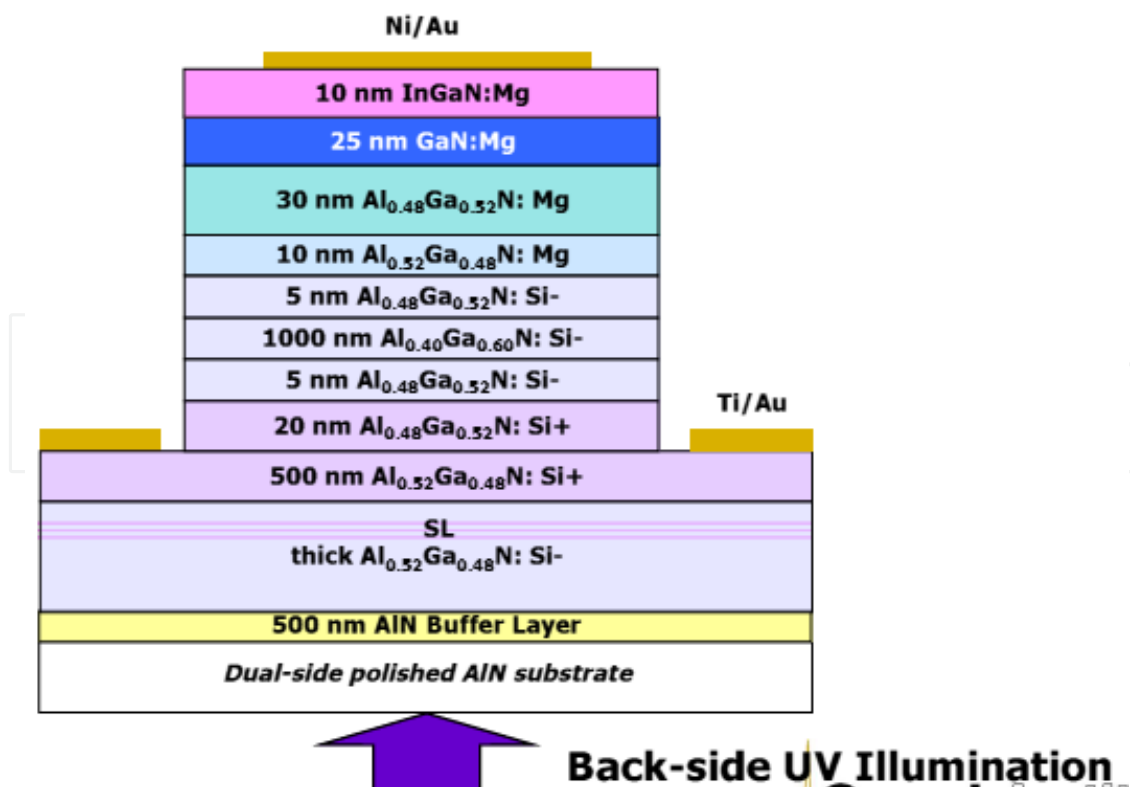 Ni/Au
10 nm InGaN:Mg
25 nm GaN:Mg
30 nm Al0.48Ga0.52N: Mg
10 nm Al0.52Ga0.48N: Mg
5 nm Al0.48Ga0.52N: Si-
1000 nm Al0.40Ga0.60N: Si-
5 nm Al0.48Ga0.52N: Si-
Ti/Au
20 nm Al0.48Ga0.52N: Si+
500 nm Al0.52Ga0.48N: Si+
SL
thick Al0.52Ga0.48N: Si-
500 nm AlN Buffer Layer
Dual-side polished AlN substrate
Back-side UV Illumination